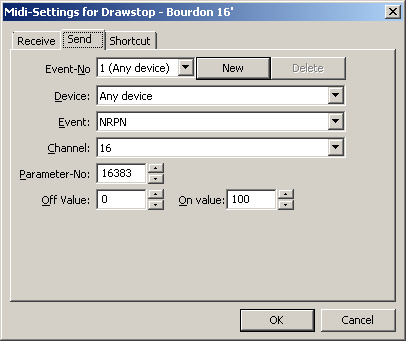 Midi-Settings for Drawstop - Bourdon 16'
Receive Send Shortcut
Event-No 1 (Any device) New Delete
Device: Any device
Event: NRPN
Channel: 16
Parameter-No: 16383
Off Value: 0 On value: 100
OK Cancel